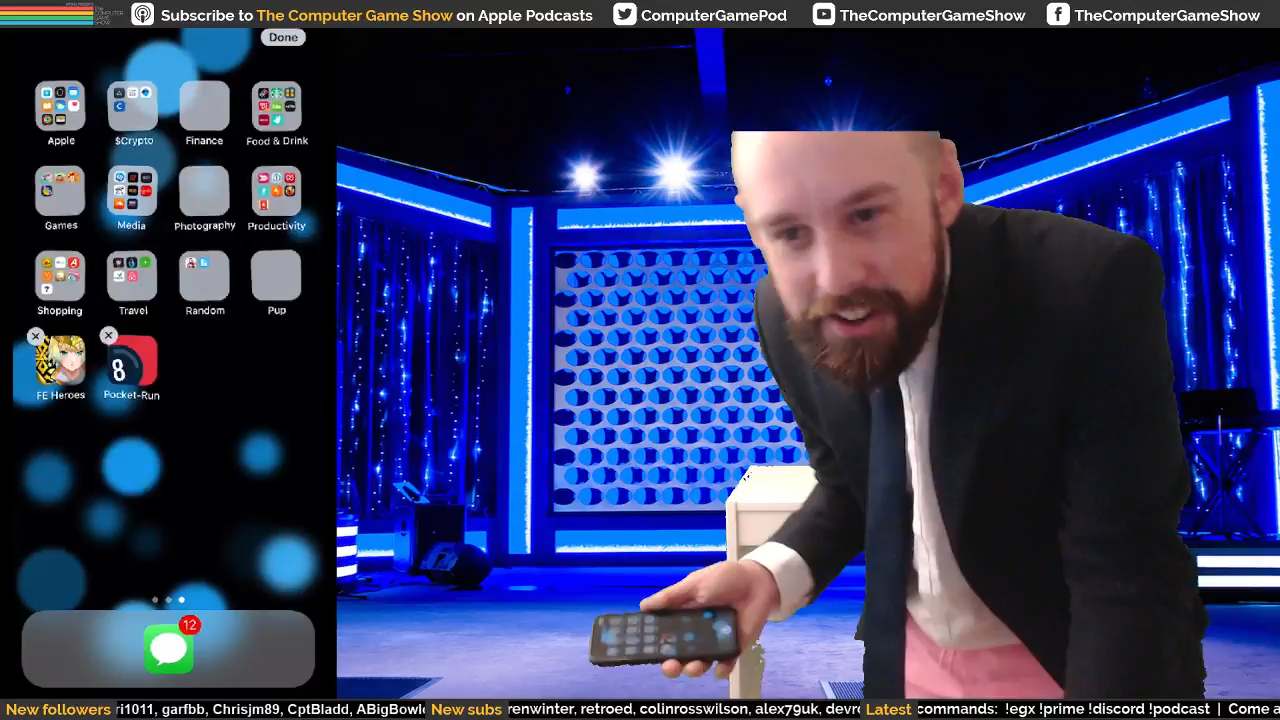 Subscribe to The Computer Game Show on Apple Podcasts
ComputerGamePod
TheComputerGameShow
TheComputerGameShow
Done
Apple
$Crypto
Finance
Food & Drink
Games
Media
Photography
Productivity
Shopping
Travel
Random
Pup
8
FE Heroes
Pocket-Run
12
New followers
ri1011, garfbb, Chrisjm89, CptBladd, ABigBowl
New subs
renwinter, retroed, colinrosswilson, alex79uk, devr
Latest
commands: !egx !prime !discord !podcast | Come a